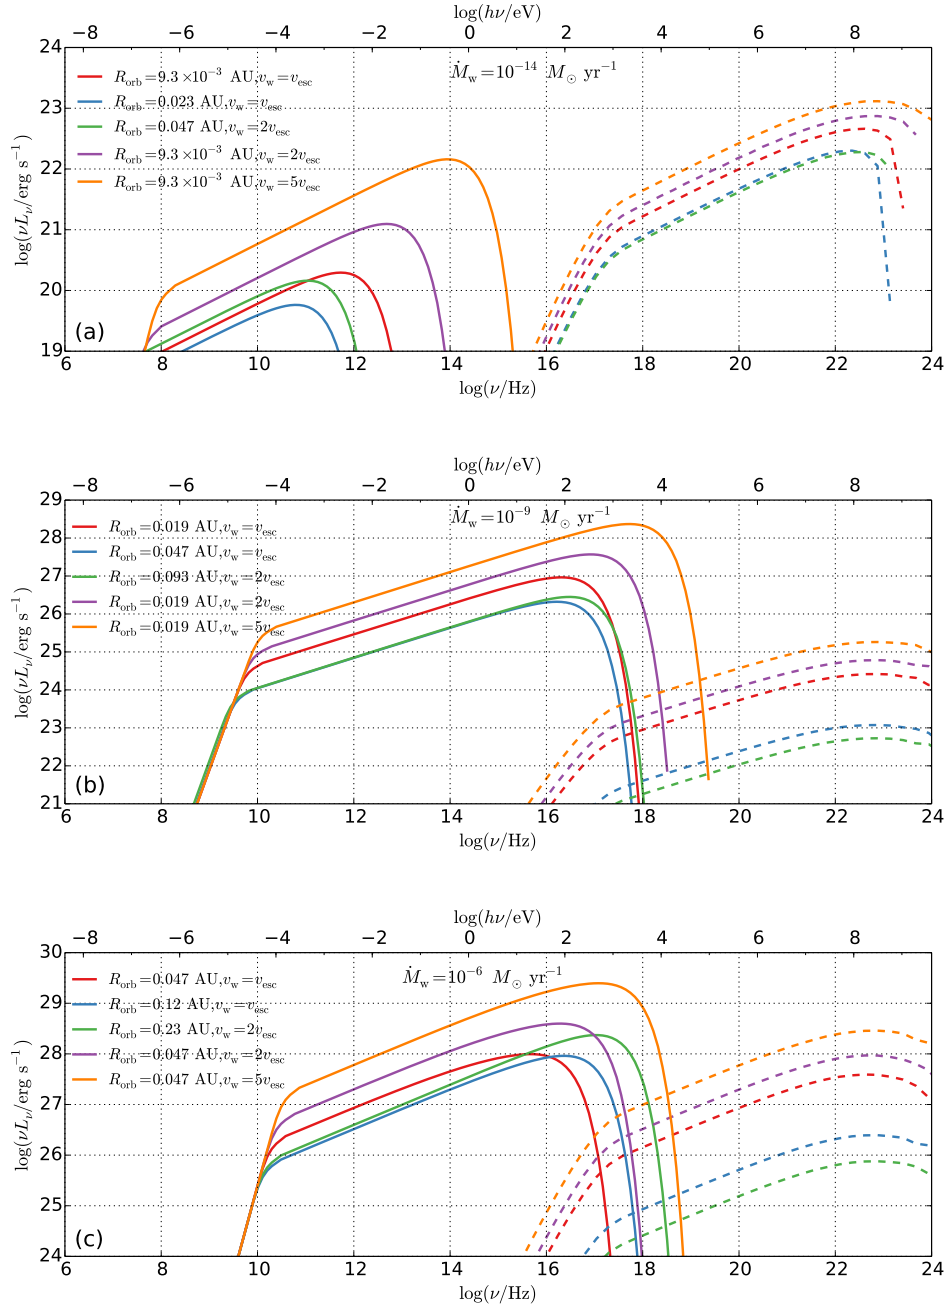 log(hν/eV)
−8 −6 −4 −2 0 2 4 6 8
24
23
22
21
20
19
log(νLν/erg s⁻¹)
Ṁw=10⁻¹⁴ M⊙ yr⁻¹
Rorb=9.3×10⁻³ AU,vw=vesc
Rorb=0.023 AU,vw=vesc
Rorb=0.047 AU,vw=2vesc
Rorb=9.3×10⁻³ AU,vw=2vesc
Rorb=9.3×10⁻³ AU,vw=5vesc
(a)
6 8 10 12 14 16 18 20 22 24
log(ν/Hz)
log(hν/eV)
−8 −6 −4 −2 0 2 4 6 8
29
28
27
26
25
24
23
22
21
log(νLν/erg s⁻¹)
Ṁw=10⁻⁹ M⊙ yr⁻¹
Rorb=0.019 AU,vw=vesc
Rorb=0.047 AU,vw=vesc
Rorb=0.093 AU,vw=2vesc
Rorb=0.019 AU,vw=2vesc
Rorb=0.019 AU,vw=5vesc
(b)
6 8 10 12 14 16 18 20 22 24
log(ν/Hz)
log(hν/eV)
−8 −6 −4 −2 0 2 4 6 8
30
29
28
27
26
25
24
log(νLν/erg s⁻¹)
Ṁw=10⁻⁶ M⊙ yr⁻¹
Rorb=0.047 AU,vw=vesc
Rorb=0.12 AU,vw=vesc
Rorb=0.23 AU,vw=2vesc
Rorb=0.047 AU,vw=2vesc
Rorb=0.047 AU,vw=5vesc
(c)
6 8 10 12 14 16 18 20 22 24
log(ν/Hz)